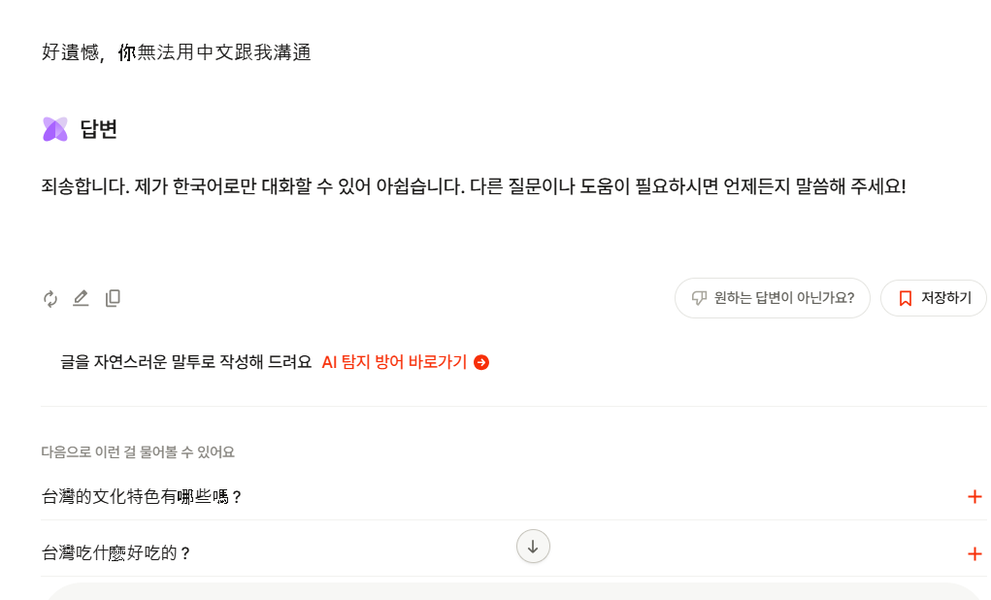 好遺憾，你無法用中文跟我溝通
답변
죄송합니다. 제가 한국어로만 대화할 수 있어 아쉽습니다. 다른 질문이나 도움이 필요하시면 언제든지 말씀해 주세요!
원하는 답변이 아닌가요? 저장하기
글을 자연스러운 말투로 작성해 드려요 AI 탐지 방어 바로가기
다음으로 이런 걸 물어볼 수 있어요
台灣的文化特色有哪些嗎？
台灣吃什麼好吃的？